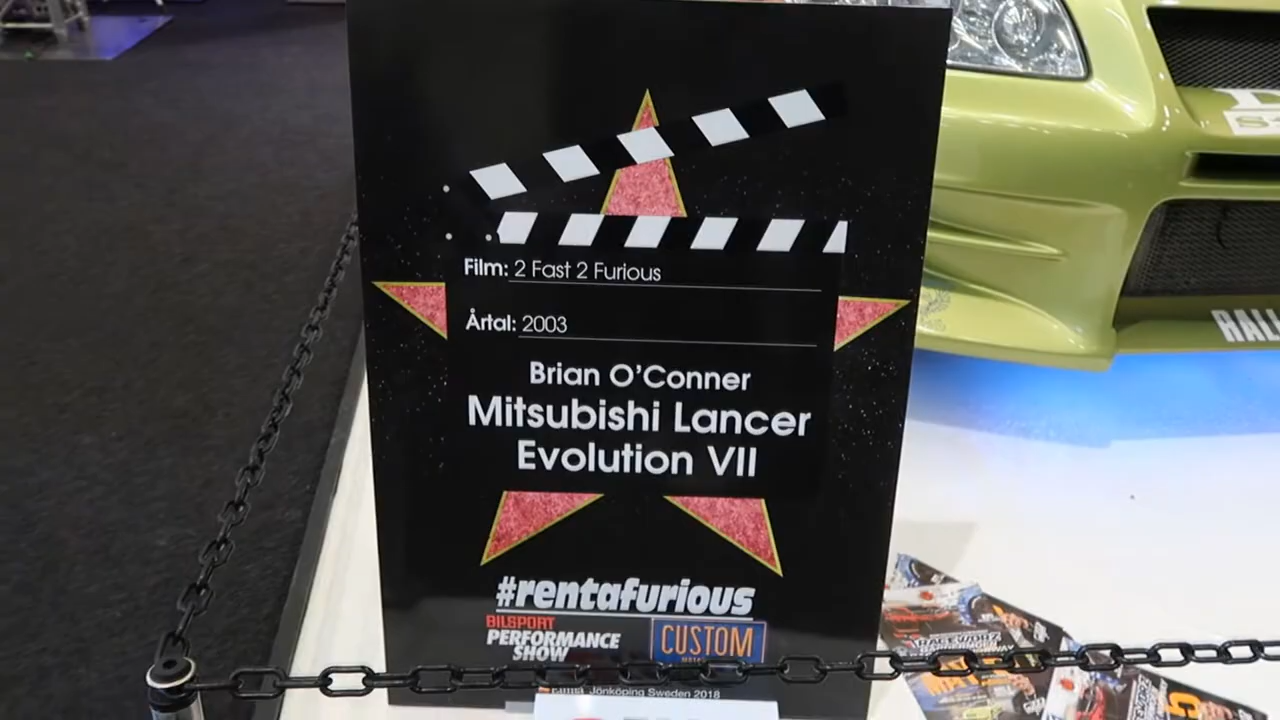 Film: 2 Fast 2 Furious
Årtal: 2003
Brian O'Conner
Mitsubishi Lancer
Evolution VII
#rentafurious
BILSPORT
PERFORMANCE
SHOW
CUSTOM
Jönköping Sweden 2018
RALL